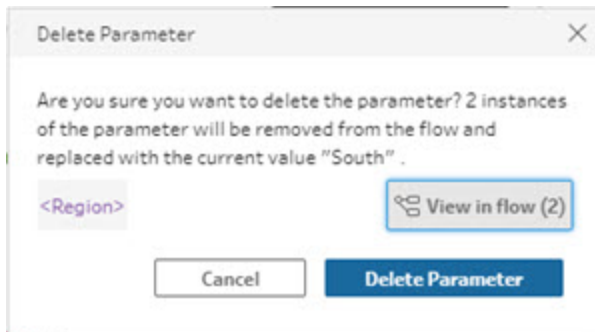 Delete Parameter
Are you sure you want to delete the parameter? 2 instances
of the parameter will be removed from the flow and
replaced with the current value "South" .
<Region>
View in flow (2)
Cancel
Delete Parameter